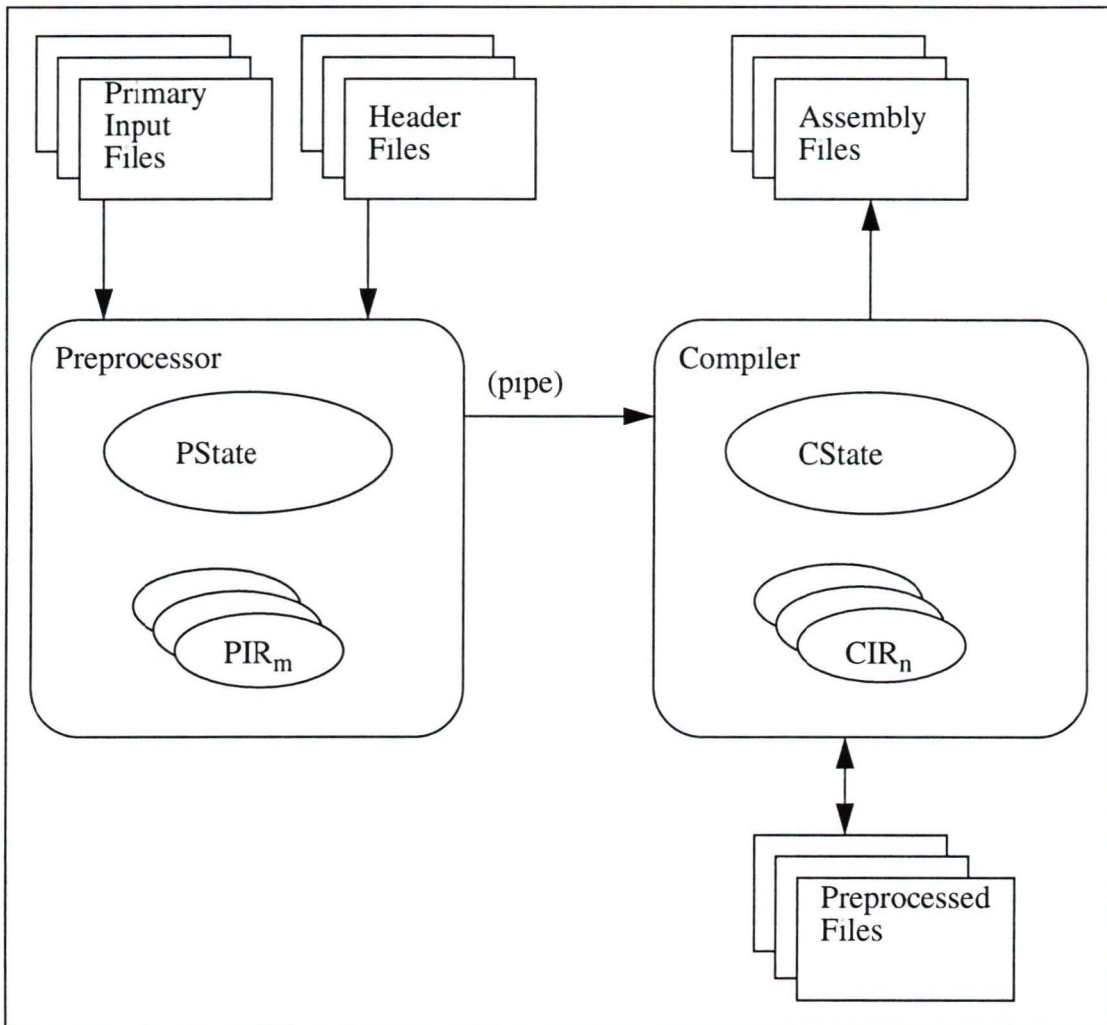 Primary
Input
Files
Header
Files
Assembly
Files
Preprocessor
(pipe)
Compiler
PState
CState
PIRm
CIRn
Preprocessed
Files